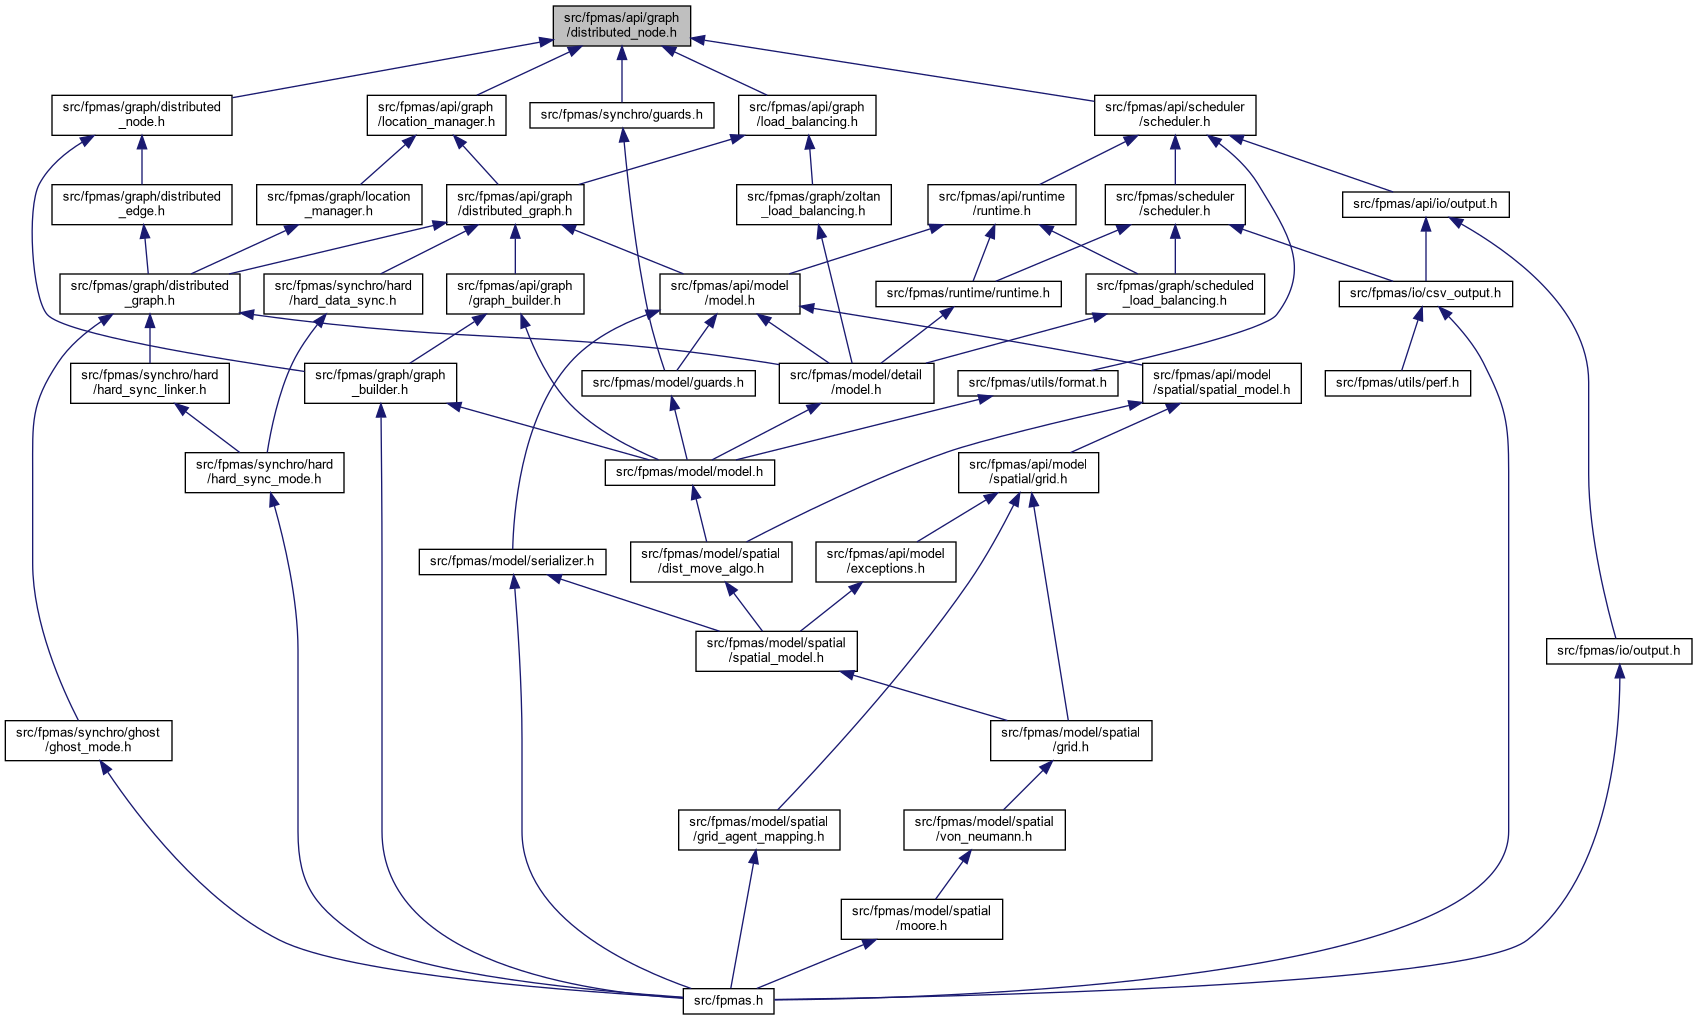 src/fpmas/api/graph
/distributed_node.h
src/fpmas/graph/distributed
_node.h
src/fpmas/api/graph
/location_manager.h
src/fpmas/synchro/guards.h
src/fpmas/api/graph
/load_balancing.h
src/fpmas/api/scheduler
/scheduler.h
src/fpmas/graph/distributed
_edge.h
src/fpmas/graph/location
_manager.h
src/fpmas/api/graph
/distributed_graph.h
src/fpmas/graph/zoltan
_load_balancing.h
src/fpmas/api/runtime
/runtime.h
src/fpmas/scheduler
/scheduler.h
src/fpmas/api/io/output.h
src/fpmas/graph/distributed
_graph.h
src/fpmas/synchro/hard
/hard_data_sync.h
src/fpmas/api/graph
/graph_builder.h
src/fpmas/api/model
/model.h
src/fpmas/runtime/runtime.h
src/fpmas/graph/scheduled
_load_balancing.h
src/fpmas/io/csv_output.h
src/fpmas/synchro/hard
/hard_sync_linker.h
src/fpmas/graph/graph
_builder.h
src/fpmas/model/guards.h
src/fpmas/model/detail
/model.h
src/fpmas/utils/format.h
src/fpmas/api/model
/spatial/spatial_model.h
src/fpmas/utils/perf.h
src/fpmas/synchro/hard
/hard_sync_mode.h
src/fpmas/model/model.h
src/fpmas/api/model
/spatial/grid.h
src/fpmas/model/serializer.h
src/fpmas/model/spatial
/dist_move_algo.h
src/fpmas/api/model
/exceptions.h
src/fpmas/model/spatial
/spatial_model.h
src/fpmas/io/output.h
src/fpmas/synchro/ghost
/ghost_mode.h
src/fpmas/model/spatial
/grid.h
src/fpmas/model/spatial
/grid_agent_mapping.h
src/fpmas/model/spatial
/von_neumann.h
src/fpmas/model/spatial
/moore.h
src/fpmas.h